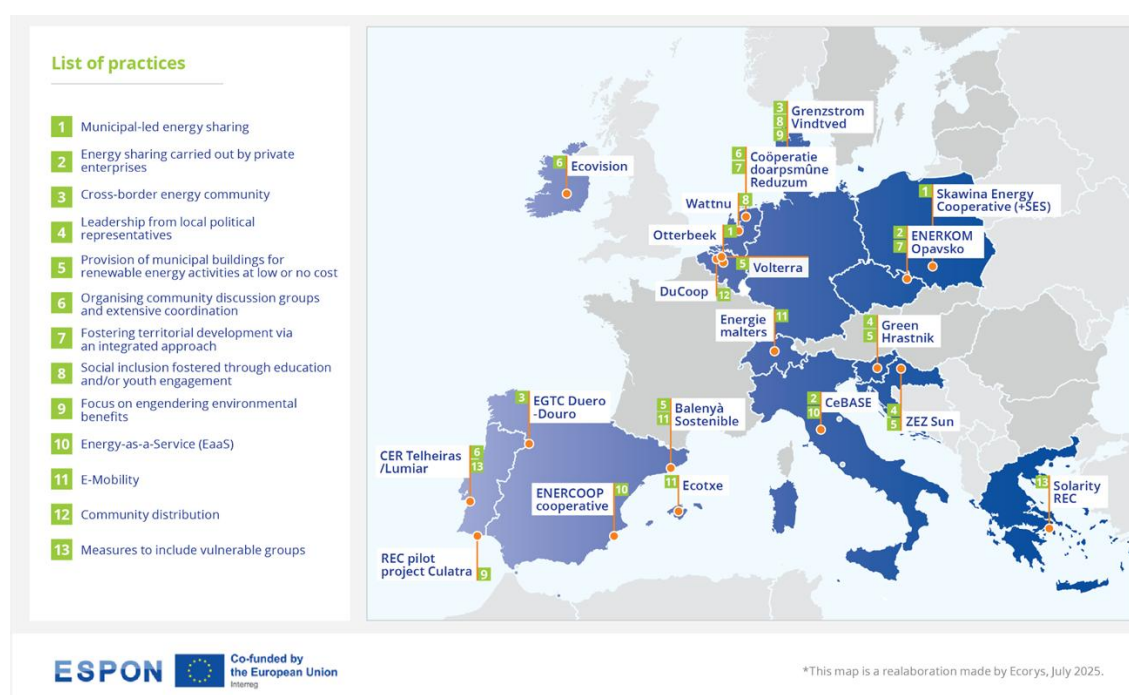 List of practices
1 Municipal-led energy sharing
2 Energy sharing carried out by private
enterprises
3 Cross-border energy community
4 Leadership from local political
representatives
5 Provision of municipal buildings for
renewable energy activities at low or no cost
6 Organising community discussion groups
and extensive coordination
7 Fostering territorial development via
an integrated approach
8 Social inclusion fostered through education
and/or youth engagement
9 Focus on engendering environmental
benefits
10 Energy-as-a-Service (EaaS)
11 E-Mobility
12 Community distribution
13 Measures to include vulnerable groups
3
8
9
Grenzstrom
Vindtved
6
7
Coöperatie
doarpsmûne
Reduzum
6 Ecovision
Wattnu 8
1 Skawina Energy
Cooperative (+SES)
Otterbeek 1
2
7
ENERKOM
Opavsko
5 Volterra
DuCoop 12
Energie
malters
11
4
5
Green
Hrastnik
3 EGTC Duero
-Douro
5
11
Balenyà
Sostenible
2
10
CeBASE
4
5
ZEZ Sun
CER Telheiras
/Lumiar
6
13
ENERCOOP
cooperative
10
11 Ecotxe
13 Solarity
REC
REC pilot
project Culatra
9
ESPON
Co-funded by
the European Union
Interreg
*This map is a realaboration made by Ecorys, July 2025.